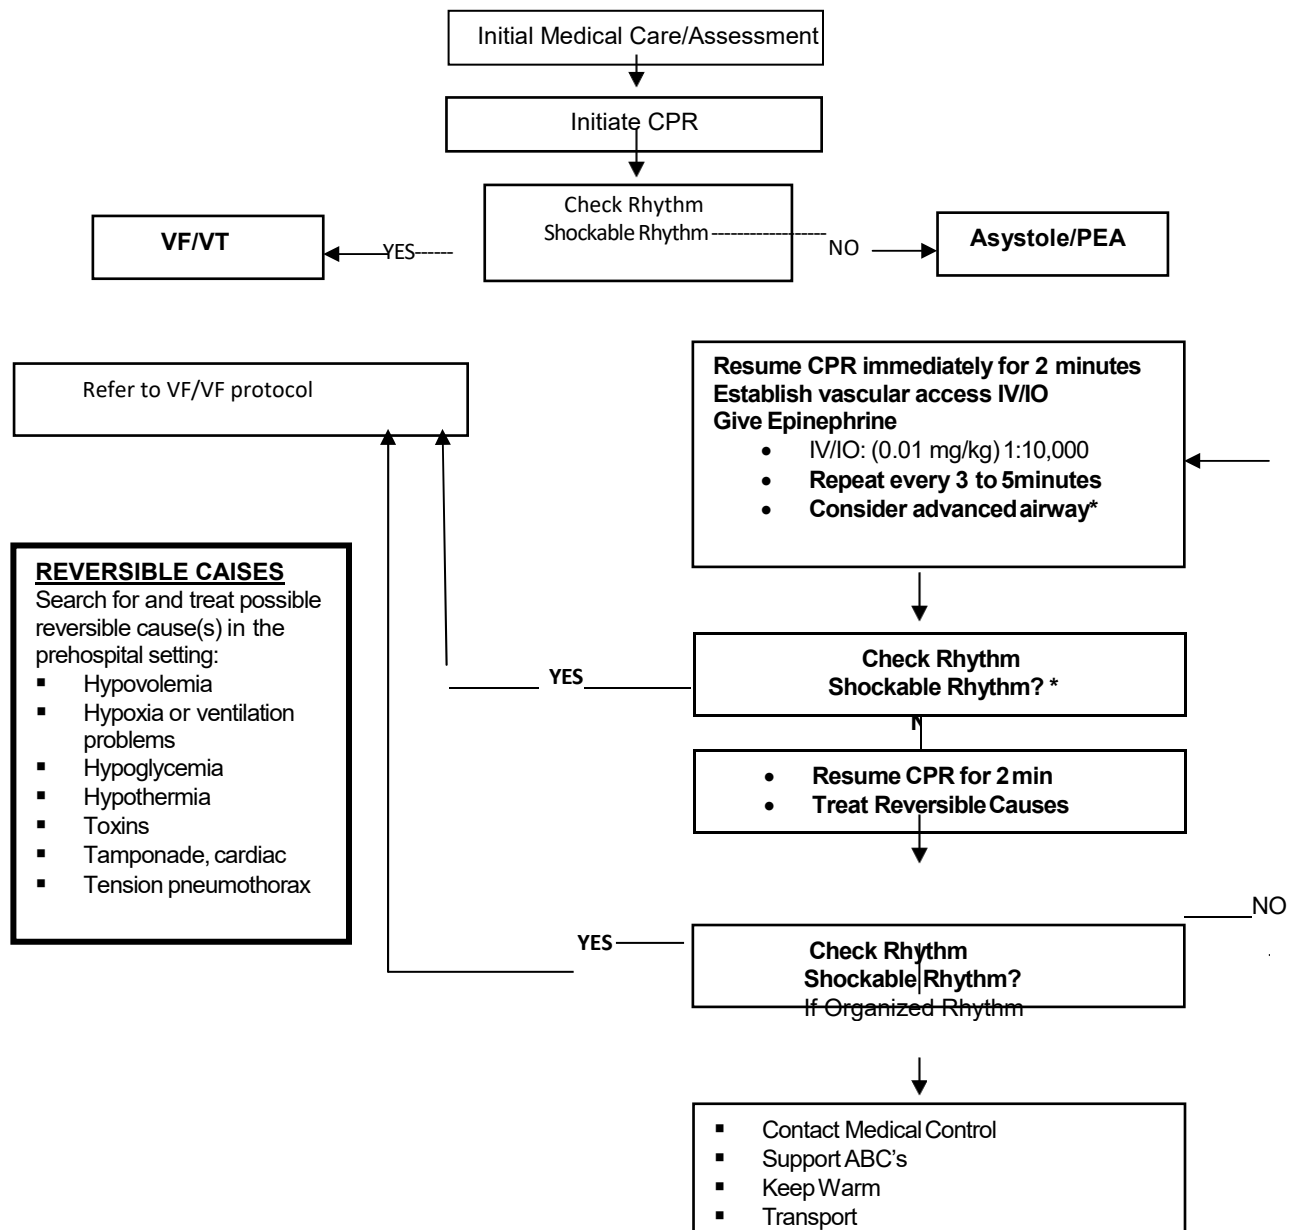 Initial Medical Care/Assessment
Initiate CPR
Check Rhythm
Shockable Rhythm
VF/VT
YES
NO
Asystole/PEA
Refer to VF/VF protocol
Resume CPR immediately for 2 minutes
Establish vascular access IV/IO
Give Epinephrine
• IV/IO: (0.01 mg/kg) 1:10,000
• Repeat every 3 to 5minutes
• Consider advanced airway*
REVERSIBLE CAISES
Search for and treat possible
reversible cause(s) in the
prehospital setting:
▪ Hypovolemia
▪ Hypoxia or ventilation
problems
▪ Hypoglycemia
▪ Hypothermia
▪ Toxins
▪ Tamponade, cardiac
▪ Tension pneumothorax
YES
Check Rhythm
Shockable Rhythm? *
N
• Resume CPR for 2 min
• Treat Reversible Causes
NO
YES
Check Rhythm
Shockable Rhythm?
If Organized Rhythm
▪ Contact Medical Control
▪ Support ABC's
▪ Keep Warm
▪ Transport